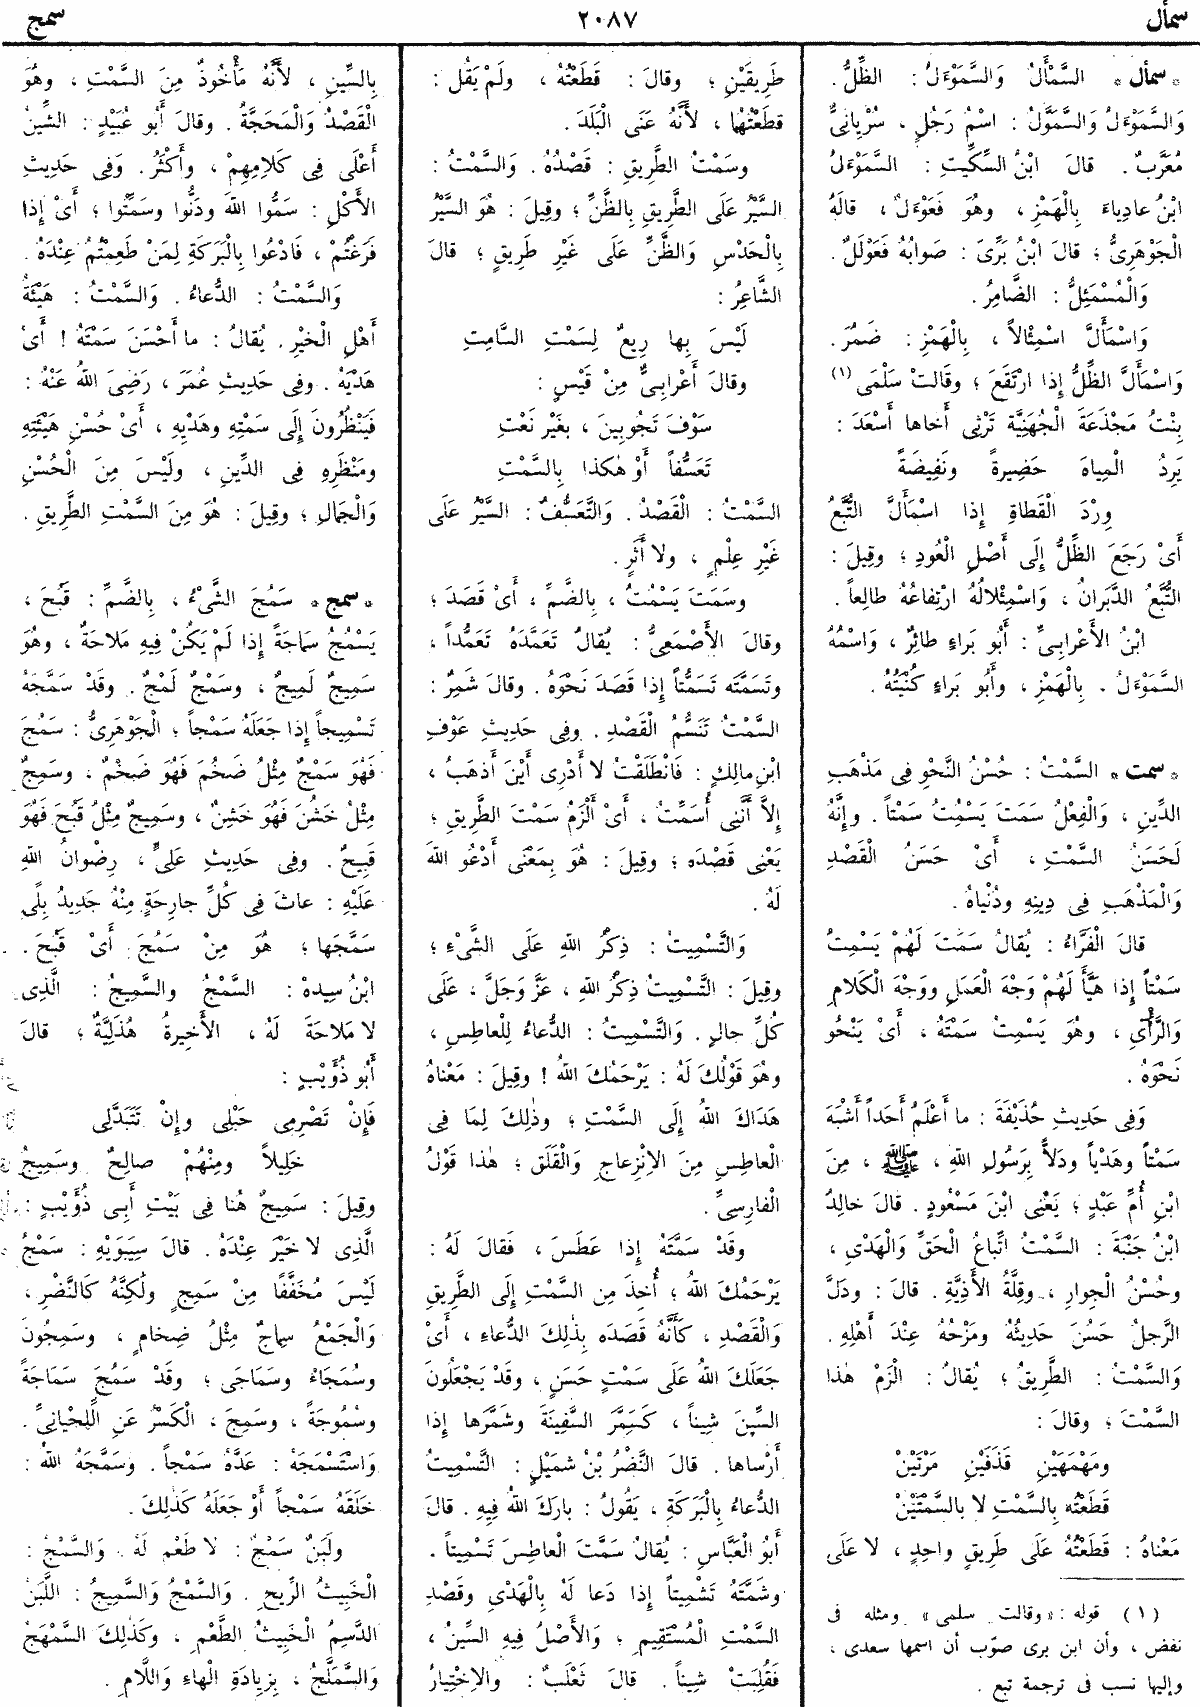 سمأل
٢٠٨٧
سمج
* سمأل * السَّمْأَلُ وَالسَّمَوْءَلُ : الظِّلُّ .
وَالسَّمَوْءَلُ وَالسَّمَوَّلُ : اسْمُ رَجُلٍ ، سُرْيانِىٌّ
مُعَرَّبٌ . قالَ ابْنُ السِّكِّيتِ : السَّمَوْءَلُ
ابْنُ عادِياءَ بِالْهَمْزِ ، وهُوَ فَعَوْءَلٌ ، قالَهُ
الْجَوْهَرِىُّ ؛ قالَ ابْنُ بَرِّىّ : صَوابُهُ فَعَوْلَلٌ .
وَالْمُسْمَئِلُّ : الضَّامِرُ .
وَاسْمَأَلَّ اسْمِئْلالاً ، بِالْهَمْزِ : ضَمُرَ .
وَاسْمَأَلَّ الظِّلُّ إِذا ارْتَفَعَ ؛ وقَالَتْ سَلْمَى (١)
بِنْتُ مَجْذَعَةَ الْجُهَنِيَّة تَرْثِى أَخاها أَسْعَدَ :
يَرِدُ الْمِياهَ حَضِيرةً ونَفِيضَةً
وِرْدَ الْقَطاةِ إِذا اسْمَأَلَّ التُّبَّعُ
أَىْ رَجَعَ الظِّلُّ إِلَى أَصْلِ الْعُودِ ؛ وقِيلَ :
التُّبَّعُ الدَّبَرانُ ، وَاسْمِئْلالُهُ ارْتِفاعُهُ طالِعاً .
ابْنُ الأَعْرابِىِّ : أَبُو بَراءٍ طائِرٌ ، وَاسْمُهُ
السَّمَوْءَلُ . بِالْهَمْزِ ، وأَبُو بَراءٍ كُنْيَتُهُ .
* سمت * السَّمْتُ : حُسْنُ النَّحْوِ فِى مَذْهَبِ
الدِّينِ ، وَالْفِعْلُ سَمَتَ يَسْمُِتُ سَمْتاً . وإِنَّهُ
لَحَسَنُ السَّمْتِ ، أَىْ حَسَنُ الْقَصْدِ
وَالْمَذْهَبِ فِى دِينِهِ ودُنْياهُ .
قالَ الْفَرَّاءُ : يُقالُ سَمَتَ لَهُمْ يَسْمِتُ
سَمْتاً إِذا هَيَّأَ لَهُمْ وَجْهَ الْعَمَلِ ووَجْهَ الْكَلامِ
وَالرَّأْىِ ، وهُوَ يَسْمِتُ سَمْتَهُ ، أَىْ يَنْحُو
نَحْوَهُ .
وَفِى حَدِيثِ حُذَيْفَةَ : ما أَعْلَمُ أَحَداً أَشْبَهَ
سَمْتاً وهَدْياً ودَلاًّ بِرَسُولِ اللهِ ، ﷺ ، مِنَ
ابْنِ أُمِّ عَبْدٍ ؛ يَعْنِى ابْنَ مَسْعُودٍ . قالَ خالِدُ
ابْنُ جَنْبَةَ : السَّمْتُ اتِّباعُ الْحَقِّ وَالْهَدْىِ ،
وحُسْنُ الْجِوارِ ، وقِلَّةُ الأَذِيَّةِ . قالَ : ودَلَّ
الرَّجلُ حَسُنَ حَدِيثُهُ ومَزْحُهُ عِنْدَ أَهْلِهِ .
وَالسَّمْتُ : الطَّرِيقُ ؛ يُقالُ : الْزَمْ هٰذا
السَّمْتَ ؛ وقالَ :
ومَهْمَهَيْنِ قَذَفَيْنِ مَرْتَيْنْ
قَطَعْتُهُ بِالسَّمْتِ لا بِالسَّمْتَيْنْ
مَعْناهُ : قَطَعْتُهُ عَلَى طَرِيقٍ واحِدٍ ، لا عَلَى
(١) قوله : « وقالت سلمى » ومثله فى
نفض ، وأن ابن برى صوّب أن اسمها سعدى ،
وإليها نسب فى ترجمة تبع .
طَرِيقَيْنِ ؛ وقالَ : قَطَعْتُهُ ، ولَمْ يَقُلْ :
قطَعْتُهُما ، لأَنَّهُ عَنَى الْبَلَدَ .
وسَمْتُ الطَّرِيقِ : قَصْدُهُ . وَالسَّمْتُ :
السَّيْرُ عَلَى الطَّرِيقِ بِالظَّنِّ ؛ وقِيلَ : هُوَ السَّيْرُ
بِالْحَدْسِ وَالظَّنِّ عَلَى غَيْرِ طَرِيقٍ ؛ قالَ
الشَّاعِرُ :
لَيْسَ بِها رِيعٌ لِسَمْتِ السَّامِتِ
وقالَ أَعْرابِىٌّ مِنْ قَيْسٍ :
سَوْفَ تَجُوبِينَ ، بِغَيْرِ نَعْتِ
تَعَسُّفاً أَوْ هٰكذا بِالسَّمْتِ
السَّمْتُ : الْقَصْدُ . وَالتَّعَسُّفُ : السَّيْرُ عَلَى
غَيْرِ عِلْمٍ ، ولا أَثَرٍ .
وسَمَتَ يَسْمُتُ ، بِالضَّمِّ ، أَىْ قَصَدَ ؛
وقالَ الأَصْمَعِىُّ : يُقالُ تَعَمَّدَهُ تَعَمُّداً ،
وتَسَمَّتَه تَسَمُّتاً إِذا قَصَدَ نَحْوَهُ . وقالَ شَمِرٌ :
السَّمْتُ تَنَسُّمُ الْقَصْدِ . وفِى حَدِيثِ عَوْفِ
ابْنِ مالِكٍ : فَانْطَلَقْتُ لا أَدْرِى أَيْنَ أَذْهَبُ ،
إِلاَّ أَنَّنِى أُسَمِّتُ ، أَىْ أَلْزَمُ سَمْتَ الطَّرِيقِ ؛
يَعْنِى قَصْدَه ؛ وقِيلَ : هُوَ بِمَعْنَى أَدْعُو اللهَ
لَهُ .
وَالتَّسْمِيتُ : ذِكْرُ اللهِ عَلَى الشَّىْءِ ؛
وقِيلَ : التَّسْمِيتُ ذِكْرُ اللهِ ، عَزَّ وَجَلَّ ، عَلَى
كُلِّ حالٍ . وَالتَّسْمِيتُ : الدُّعاءُ لِلْعاطِسِ ،
وهُوَ قَوْلُكَ لَهُ : يَرْحَمُكَ اللهُ ! وقِيلَ : مَعْناهُ
هَدَاكَ اللهُ إِلَى السَّمْتِ ؛ وذٰلِكَ لِمَا فِى
الْعاطِسِ مِنَ الاِنْزِعاجِ وَالْقَلَق ؛ هٰذا قَوْلُ
الْفارِسِىِّ .
وقَدْ سَمَّتَهُ إِذا عَطَسَ ، فَقالَ لَهُ :
يَرْحَمُكَ اللهُ ؛ أُخِذَ مِن السَّمْتِ إِلَى الطَّرِيقِ
وَالْقَصْدِ ، كَأَنَّهُ قَصَدَه بِذٰلِكَ الدُّعاءِ ، أَىْ
جَعَلَكَ اللهُ عَلَى سَمْتٍ حَسَنٍ ، وقَدْ يَجْعَلُونَ
السِّينَ شِيناً ، كَسَمَّرَ السَّفِينَةَ وشَمَّرَها إِذا
أَرْساها . قالَ النَّضْرُ بْنُ شُمَيْلٍ : التَّسْمِيتُ
الدُّعاءُ بِالْبَرَكَةِ ، يَقُولُ : بارَكَ اللهُ فِيهِ . قالَ
أَبُو الْعَبَّاسِ : يُقالُ سَمَّتَ الْعاطِسَ تَسْمِيتاً .
وشَمَّتَهُ تَشْمِيتاً إِذا دَعا لَهُ بِالْهَدْىِ وقَصْدِ
السَّمْتِ الْمُسْتَقِيمِ ؛ وَالأَصْلُ فِيهِ السِّينُ ،
فَقُلِبَتْ شِيناً . قالَ ثَعْلَبٌ : وَالاِخْتِيارُ
بِالسِّينِ ، لأَنَّهُ مَأْخُوذٌ مِنَ السَّمْتِ ، وهُوَ
الْقَصْدُ وَالْمَحَجَّةُ . وقالَ أَبُو عُبَيْدٍ : الشِّينُ
أَعْلَى فِى كَلامِهِمْ ، وأَكْثَرُ . وَفِى حَدِيثِ
الأَكْلِ : سَمُّوا اللهَ ودَنُّوا وسَمِّتُوا ؛ أَىْ إِذا
فَرَغْتُمْ ، فَادْعُوا بِالْبَرَكَةِ لِمَنْ طَعِمْتُمْ عِنْدَهُ .
وَالسَّمْتُ : الدُّعاءُ . وَالسَّمْتُ : هَيْئَةُ
أَهْلِ الْخَيْرِ . يُقالُ : ما أَحْسَنَ سَمْتَهُ ! أَىْ
هَدْيَهُ . وفِى حَدِيثِ عُمَرَ ، رَضِىَ اللهُ عَنْهُ :
فَيَنْظُرُونَ إِلَى سَمْتِهِ وهَدْيِهِ ، أَىْ حُسْنِ هَيْئَتِهِ
ومَنْظَرِهِ فِى الدِّينِ ، ولَيْسَ مِنَ الْحُسْنِ
وَالْجَمالِ ؛ وقِيلَ : هُوَ مِنَ السَّمْتِ الطَّرِيقِ .
* سمج * سَمُجَ الشَّىْءُ ، بِالضَّمِّ : قَبُحَ ،
يَسْمُجُ سَماجَةً إِذا لَمْ يَكُنْ فِيهِ مَلاحَةٌ ، وهُوَ
سَمِيجٌ لَمِيجٌ ، وسَمْجٌ لَمْجٌ . وقَدْ سَمَّجَهُ
تَسْمِيجاً إِذا جَعَلَهُ سَمْجاً ؛ الْجَوْهَرِىُّ : سَمُجَ
فَهُوَ سَمْجٌ مِثْلُ ضَخُمَ فَهُوَ ضَخْمٌ ، وسَمِجٌ
مِثْلُ خَشُنَ فَهُوَ خَشِنٌ ، وسَمِيجٌ مِثْلُ قَبُحَ فَهُوَ
قَبِيحٌ . وفِى حَدِيثِ عَلِىٍّ ، رِضْوانُ اللهِ
عَلَيْهِ : عاثَ فِى كُلِّ جارِحَةٍ مِنْهُ جَدِيدُ بِلًى
سَمَّجَها ؛ هُوَ مِنْ سَمُجَ أَىْ قَبُحَ .
ابْنُ سِيدهْ : السَّمْجُ والسَّمِيجُ : الَّذِى
لا مَلاحَةَ لَهُ ، الأَخِيرةُ هُذَلِيَّةٌ ؛ قالَ
أَبُو ذُؤَيْبٍ :
فَإِنْ تَصْرِمِى حَبْلِى وإِنْ تَتَبَدَّلِى
خَلِيلاً ومِنْهُمْ صالِحٌ وسَمِيجُ
وقِيلَ : سَمِيجٌ هُنا فِى بَيْتِ أَبِى ذُؤَيْبٍ :
الَّذِى لا خَيْرَ عِنْدَهُ . قالَ سِيبَوَيْهِ : سَمْجٌ
لَيْسَ مُخَفَّفًا مِنْ سَمِجٍ ولٰكِنَّهُ كَالنَّضْرِ ،
وَالْجَمْعُ سِماجٌ مِثْلُ ضِخامٍ ، وسَمِجُونَ
وسُمَجَاءُ وسَمَاجَى ؛ وقَدْ سَمُجَ سَمَاجَةً
وسُمُوجَةً ، وسَمِجَ ، الْكَسْرُ عَنِ اللِّحْيانِىِّ .
وَاسْتَسْمَجَهُ : عَدَّهُ سَمْجاً . وسَمَّجَهُ اللهُ :
خَلَقَهُ سَمْجاً أَوْ جَعَلَهُ كَذٰلِكَ .
ولَبَنٌ سَمْجٌ : لا طَعْمَ لَهُ . وَالسَّمْجُ :
الْخَبِيثُ الرِّيحِ . وَالسَّمْجُ وَالسَّمِيجُ : اللَّبَنُ
الدَّسِمُ الْخَبِيثُ الطَّعْمِ ، وكَذٰلِكَ السَّمْهَجُ
وَالسَّمَلَّجُ ، بِزِيادَةِ الْهاءِ وَاللَّامِ .